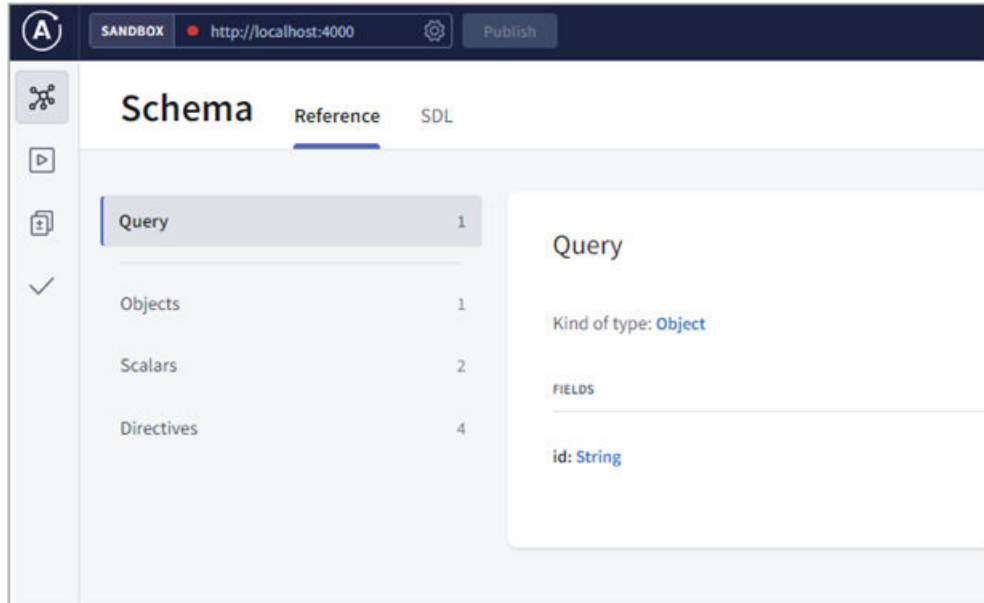 A SANDBOX http://localhost:4000 Publish
Schema Reference SDL
Query 1
Objects 1
Scalars 2
Directives 4
Query
Kind of type: Object
FIELDS
id: String